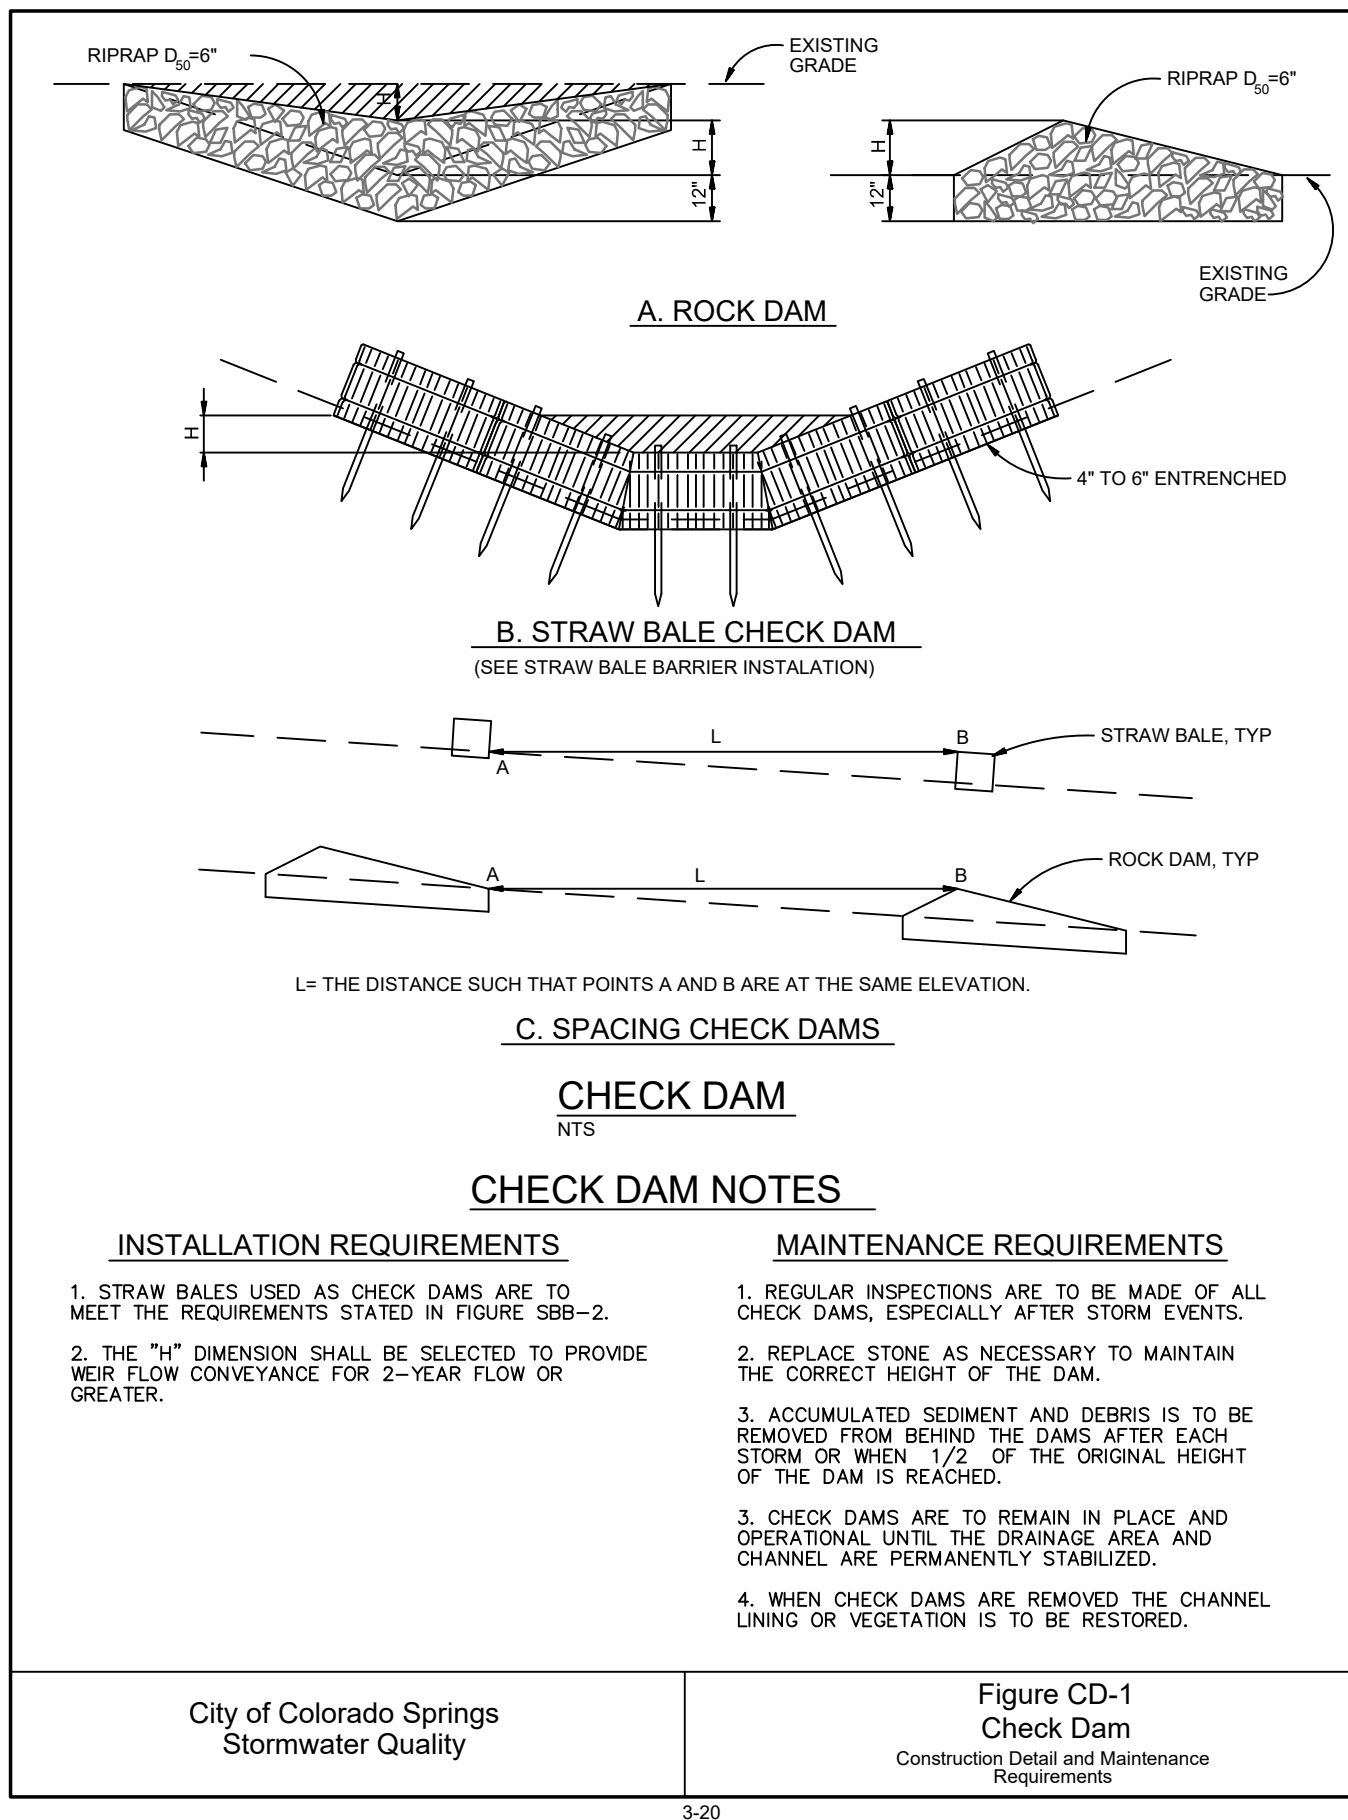 RIPRAP D50=6"
EXISTING
GRADE
H
H
12"
RIPRAP D50=6"
H
12"
EXISTING
GRADE
A. ROCK DAM
H
4" TO 6" ENTRENCHED
B. STRAW BALE CHECK DAM
(SEE STRAW BALE BARRIER INSTALATION)
L
B
STRAW BALE, TYP
A
A
L
B
ROCK DAM, TYP
L= THE DISTANCE SUCH THAT POINTS A AND B ARE AT THE SAME ELEVATION.
C. SPACING CHECK DAMS
CHECK DAM
NTS
CHECK DAM NOTES
INSTALLATION REQUIREMENTS
1. STRAW BALES USED AS CHECK DAMS ARE TO
MEET THE REQUIREMENTS STATED IN FIGURE SBB-2.
2. THE "H" DIMENSION SHALL BE SELECTED TO PROVIDE
WEIR FLOW CONVEYANCE FOR 2-YEAR FLOW OR
GREATER.
MAINTENANCE REQUIREMENTS
1. REGULAR INSPECTIONS ARE TO BE MADE OF ALL
CHECK DAMS, ESPECIALLY AFTER STORM EVENTS.
2. REPLACE STONE AS NECESSARY TO MAINTAIN
THE CORRECT HEIGHT OF THE DAM.
3. ACCUMULATED SEDIMENT AND DEBRIS IS TO BE
REMOVED FROM BEHIND THE DAMS AFTER EACH
STORM OR WHEN 1/2 OF THE ORIGINAL HEIGHT
OF THE DAM IS REACHED.
3. CHECK DAMS ARE TO REMAIN IN PLACE AND
OPERATIONAL UNTIL THE DRAINAGE AREA AND
CHANNEL ARE PERMANENTLY STABILIZED.
4. WHEN CHECK DAMS ARE REMOVED THE CHANNEL
LINING OR VEGETATION IS TO BE RESTORED.
City of Colorado Springs
Stormwater Quality
Figure CD-1
Check Dam
Construction Detail and Maintenance
Requirements
3-20